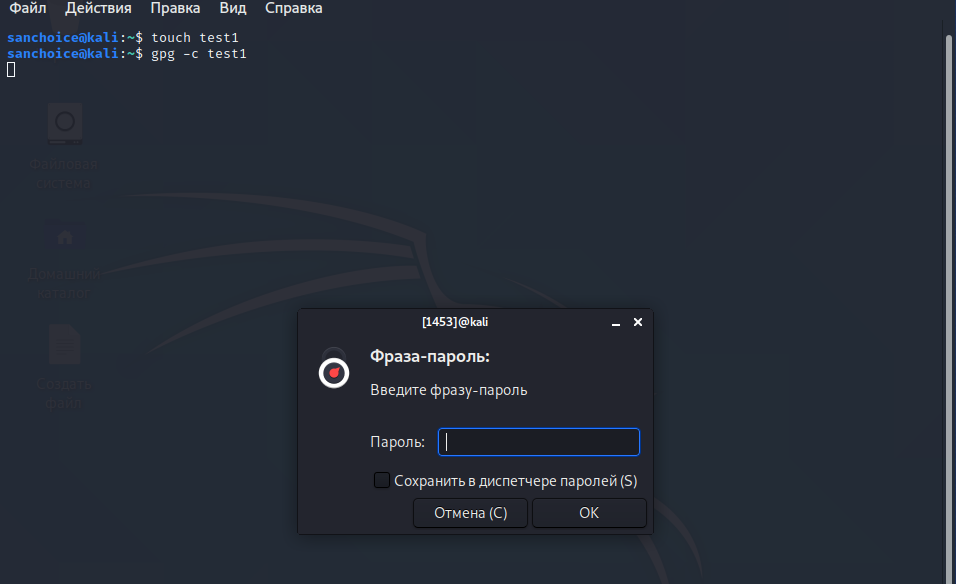 Файл Действия Правка Вид Справка
sanchoice@kali:~$ touch test1
sanchoice@kali:~$ gpg -c test1
Файловая
система
Домашний
каталог
Создать
файл
[1453]@kali
Фраза-пароль:
Введите фразу-пароль
Пароль:
Сохранить в диспетчере паролей (S)
Отмена (C) OK